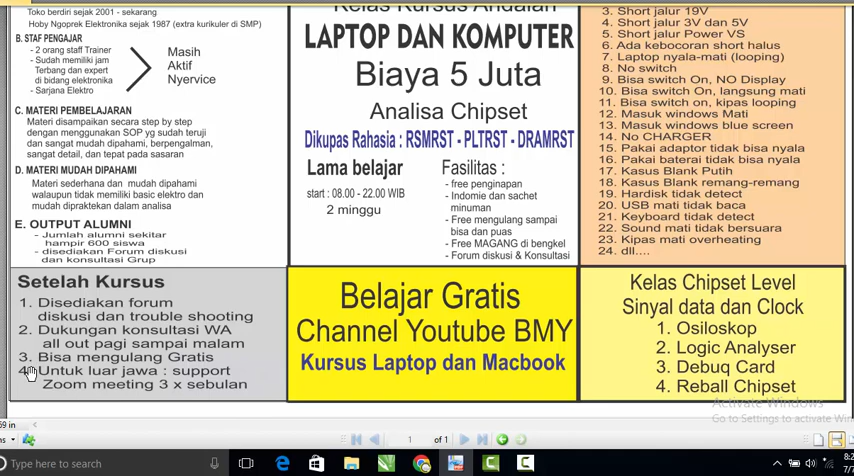 Toko berdiri sejak 2001 - sekarang
Hoby Ngoprek Elektronika sejak 1987 (extra kurikuler di SMP)
B. STAF PENGAJAR
- 2 orang staff Trainer
- Sudah memiliki jam
Terbang dan expert
di bidang elektronika
- Sarjana Elektro
Masih
Aktif
Nyervice
C. MATERI PEMBELAJARAN
Materi disampaikan secara step by step
dengan menggunakan SOP yg sudah teruji
dan sangat mudah dipahami, berpengalman,
sangat detail, dan tepat pada sasaran
D. MATERI MUDAH DIPAHAMI
Materi sederhana dan mudah dipahami
walaupun tidak memiliki basic elektro dan
mudah dipraktekan dalam analisa
E. OUTPUT ALUMNI
- Jumlah alumni sekitar
hampir 600 siswa
- disediakan Forum diskusi
dan konsultasi Grup
Kelas Kursus Andalan
LAPTOP DAN KOMPUTER
Biaya 5 Juta
Analisa Chipset
Dikupas Rahasia : RSMRST - PLTRST - DRAMRST
Lama belajar
start : 08.00 - 22.00 WIB
2 minggu
Fasilitas :
- free penginapan
- Indomie dan sachet
minuman
- Free mengulang sampai
bisa dan puas
- Free MAGANG di bengkel
- Forum diskusi & Konsultasi
3. Short jalur 19V
4. Short jalur 3V dan 5V
5. Short jalur Power VS
6. Ada kebocoran short halus
7. Laptop nyala-mati (looping)
8. No switch
9. Bisa switch On, NO Display
10. Bisa switch On, langsung mati
11. Bisa switch on, kipas looping
12. Masuk windows Mati
13. Masuk windows blue screen
14. No CHARGER
15. Pakai adaptor tidak bisa nyala
16. Pakai baterai tidak bisa nyala
17. Kasus Blank Putih
18. Kasus Blank remang-remang
19. Hardisk tidak detect
20. USB mati tidak baca
21. Keyboard tidak detect
22. Sound mati tidak bersuara
23. Kipas mati overheating
24. dll....
Setelah Kursus
1. Disediakan forum
diskusi dan trouble shooting
2. Dukungan konsultasi WA
all out pagi sampai malam
3. Bisa mengulang Gratis
4. Untuk luar jawa : support
Zoom meeting 3 x sebulan
Belajar Gratis
Channel Youtube BMY
Kursus Laptop dan Macbook
Kelas Chipset Level
Sinyal data dan Clock
1. Osiloskop
2. Logic Analyser
3. Debuq Card
4. Reball Chipset
Activate Windows
Go to Settings to activate Win
69 in
1 of 1
Type here to search